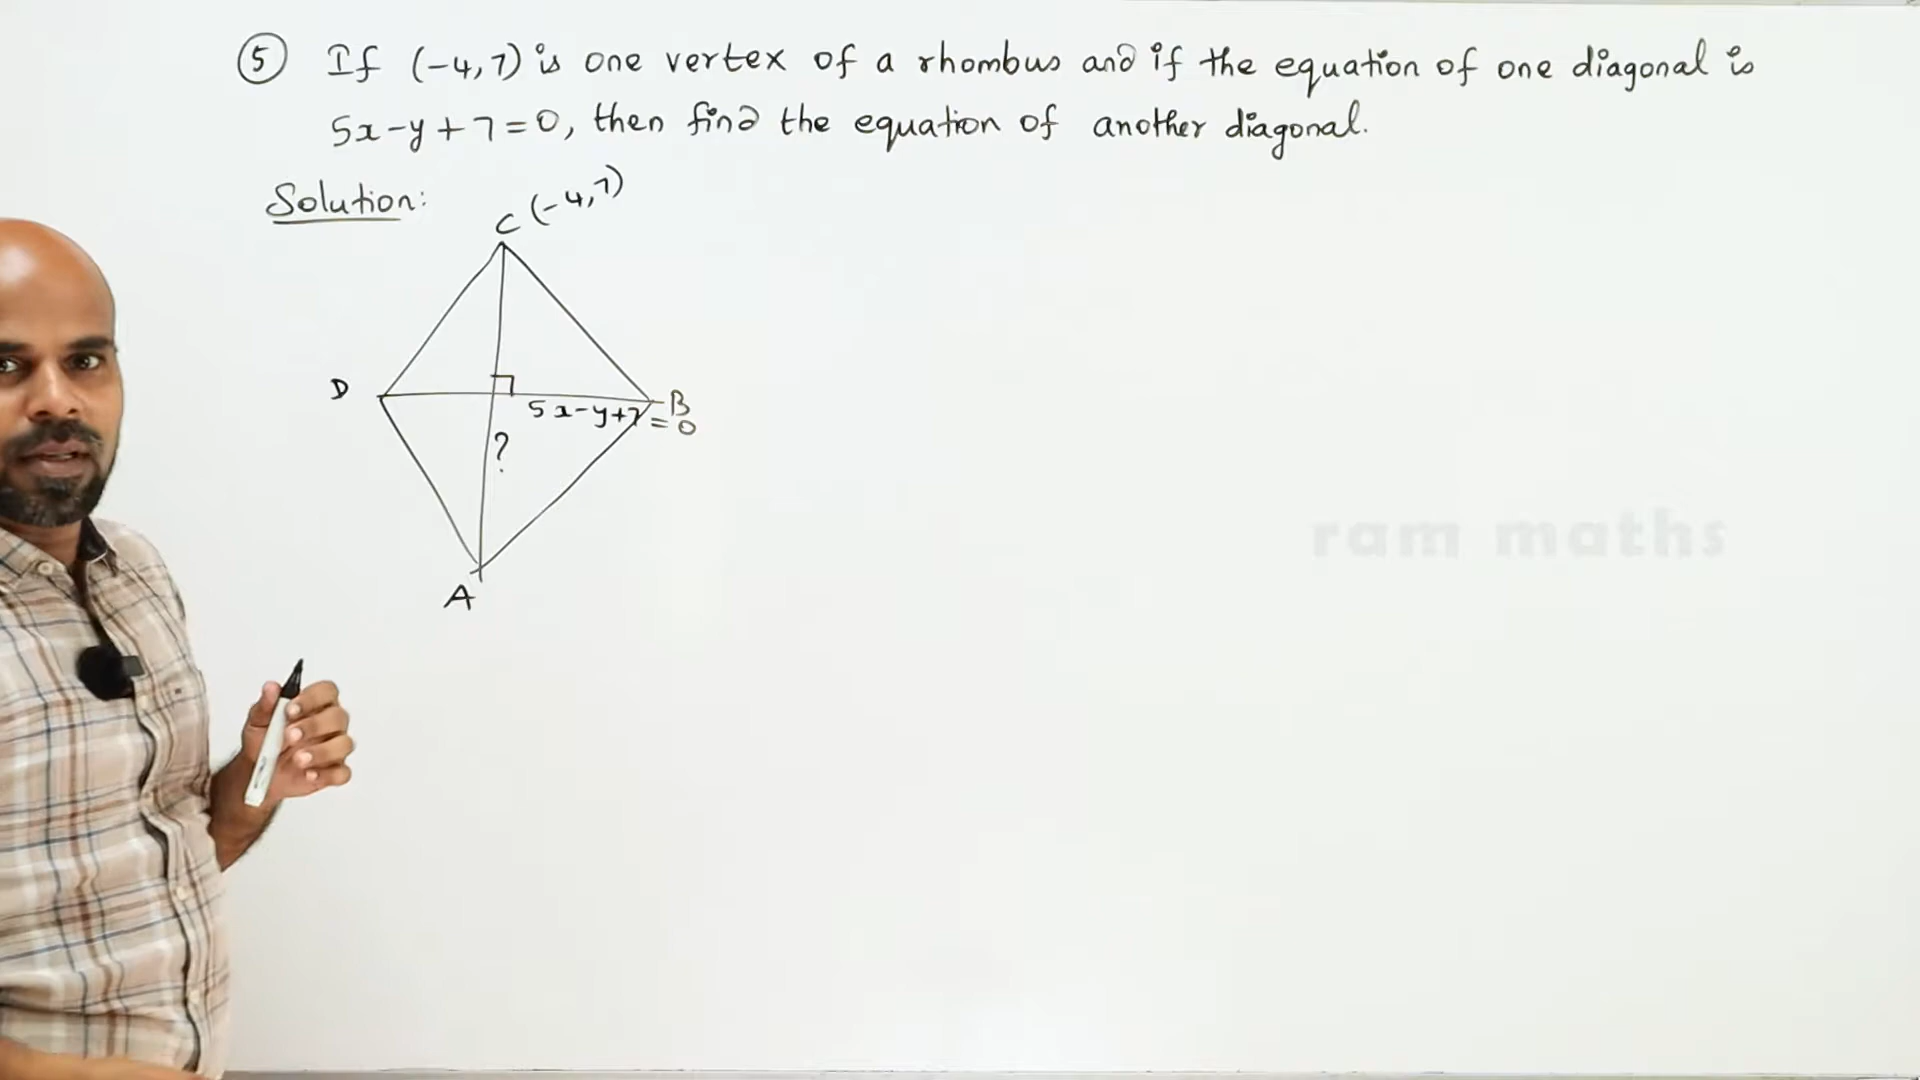 5 If (-4,7) is one vertex of a rhombus and if the equation of one diagonal is
5x-y+7=0, then find the equation of another diagonal.
Solution:
C (-4,7)
D
B
5x-y+7=0
?
A
ram maths